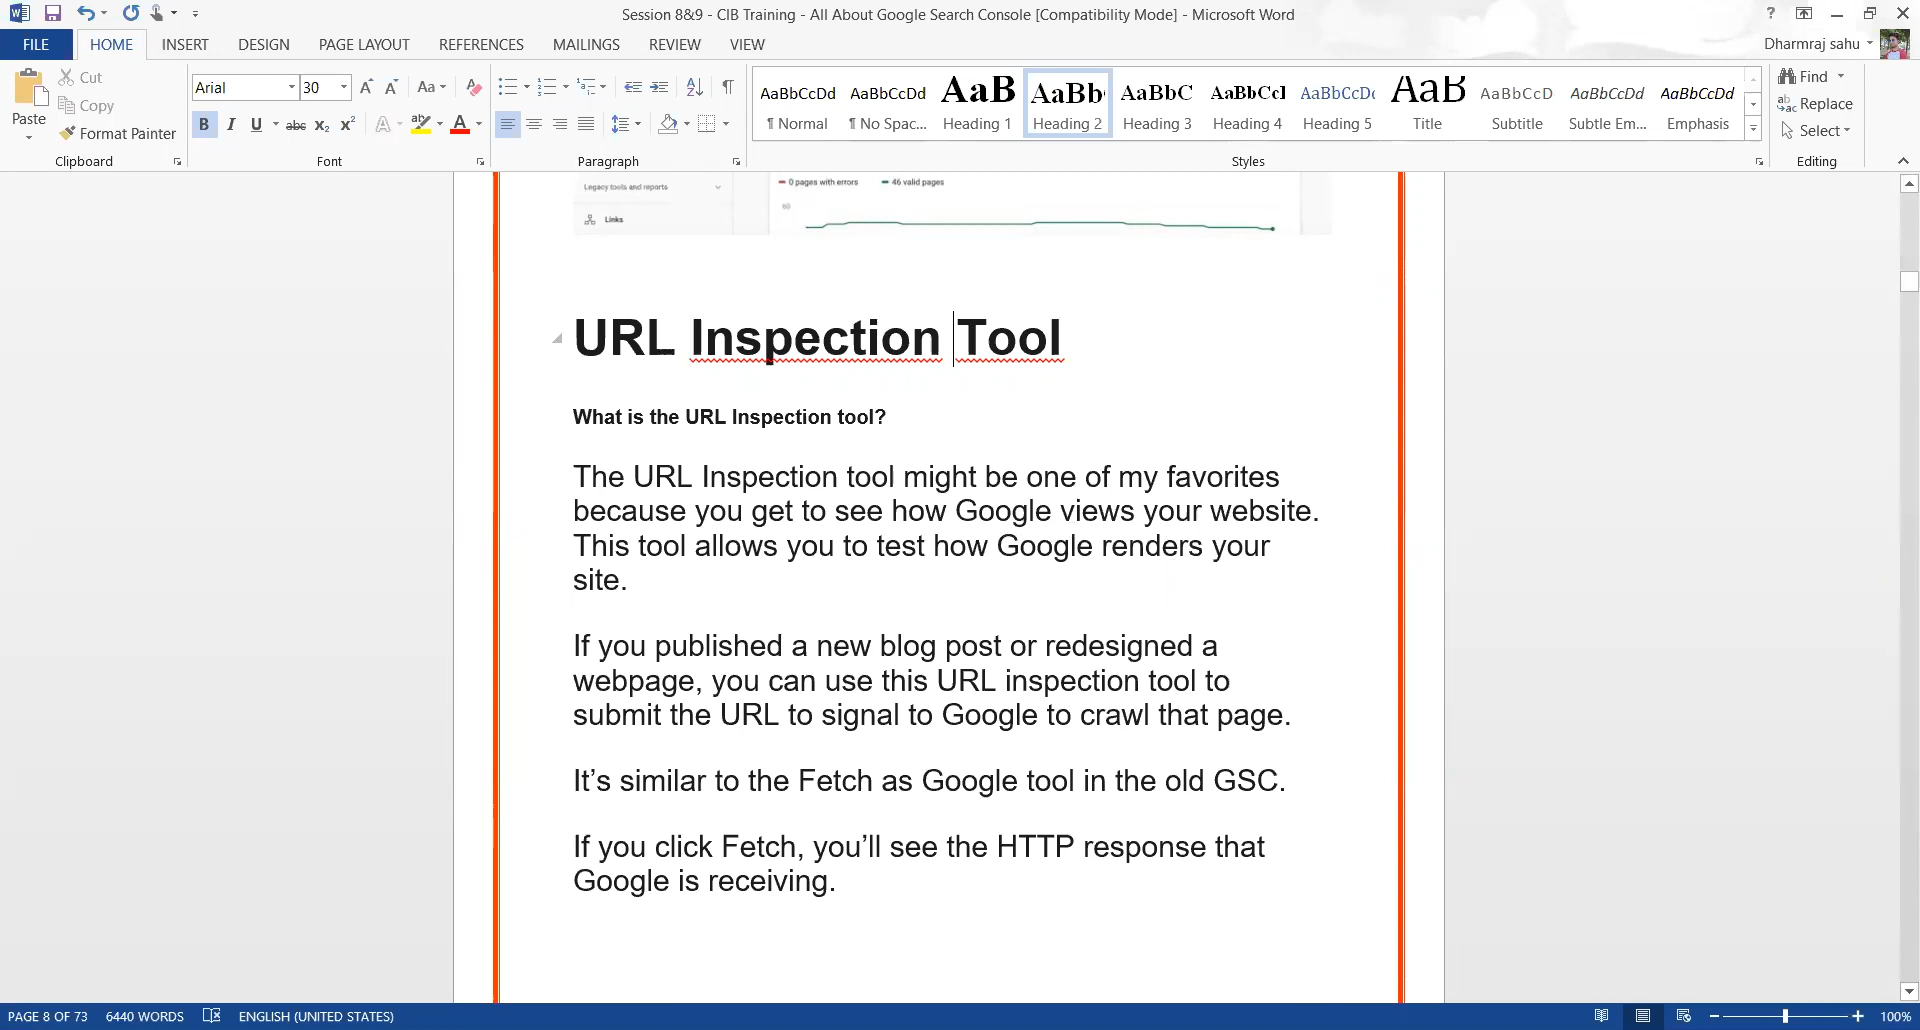 Session 8&9 - CIB Training - All About Google Search Console [Compatibility Mode] - Microsoft Word
FILE HOME INSERT DESIGN PAGE LAYOUT REFERENCES MAILINGS REVIEW VIEW
Dharmraj sahu
Paste
Cut
Copy
Format Painter
Clipboard
Arial 30
Font
Paragraph
AaBbCcDd AaBbCcDd AaB AaBb AaBbC AaBbCcI AaBbCcDc AaB AaBbCcD AaBbCcDd AaBbCcDd
¶ Normal ¶ No Spac... Heading 1 Heading 2 Heading 3 Heading 4 Heading 5 Title Subtitle Subtle Em... Emphasis
Styles
Find
Replace
Select
Editing
Legacy tools and reports
Links
0 pages with errors 46 valid pages
60
URL Inspection Tool
What is the URL Inspection tool?
The URL Inspection tool might be one of my favorites
because you get to see how Google views your website.
This tool allows you to test how Google renders your
site.
If you published a new blog post or redesigned a
webpage, you can use this URL inspection tool to
submit the URL to signal to Google to crawl that page.
It’s similar to the Fetch as Google tool in the old GSC.
If you click Fetch, you’ll see the HTTP response that
Google is receiving.
PAGE 8 OF 73 6440 WORDS ENGLISH (UNITED STATES) 100%